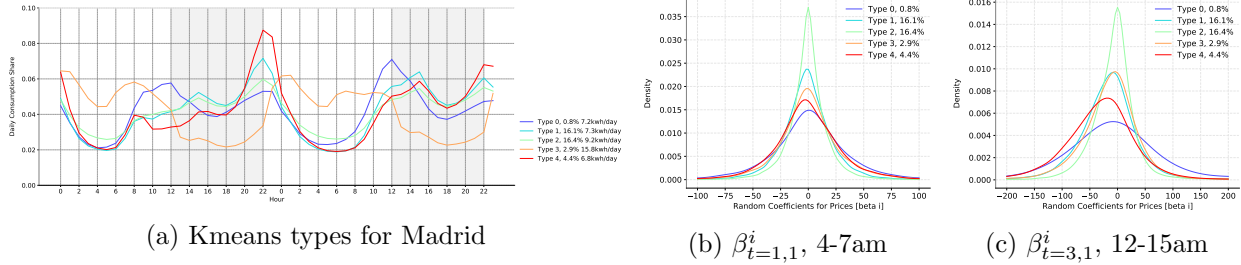 0.10
0.08
0.06
0.04
0.02
0.00
Daily Consumption Share
0 2 4 6 8 10 12 14 16 18 20 22 0 2 4 6 8 10 12 14 16 18 20 22
Hour
Type 0, 0.8% 7.2kwh/day
Type 1, 16.1% 7.3kwh/day
Type 2, 16.4% 9.2kwh/day
Type 3, 2.9% 15.8kwh/day
Type 4, 4.4% 6.8kwh/day
(a) Kmeans types for Madrid
0.035
0.030
0.025
0.020
0.015
0.010
0.005
0.000
Density
Type 0, 0.8%
Type 1, 16.1%
Type 2, 16.4%
Type 3, 2.9%
Type 4, 4.4%
−100 −75 −50 −25 0 25 50 75 100
Random Coefficients for Prices [beta i]
(b) β^i_{t=1,1}, 4-7am
0.016
0.014
0.012
0.010
0.008
0.006
0.004
0.002
0.000
Density
Type 0, 0.8%
Type 1, 16.1%
Type 2, 16.4%
Type 3, 2.9%
Type 4, 4.4%
−200 −150 −100 −50 0 50 100 150 200
Random Coefficients for Prices [beta i]
(c) β^i_{t=3,1}, 12-15am